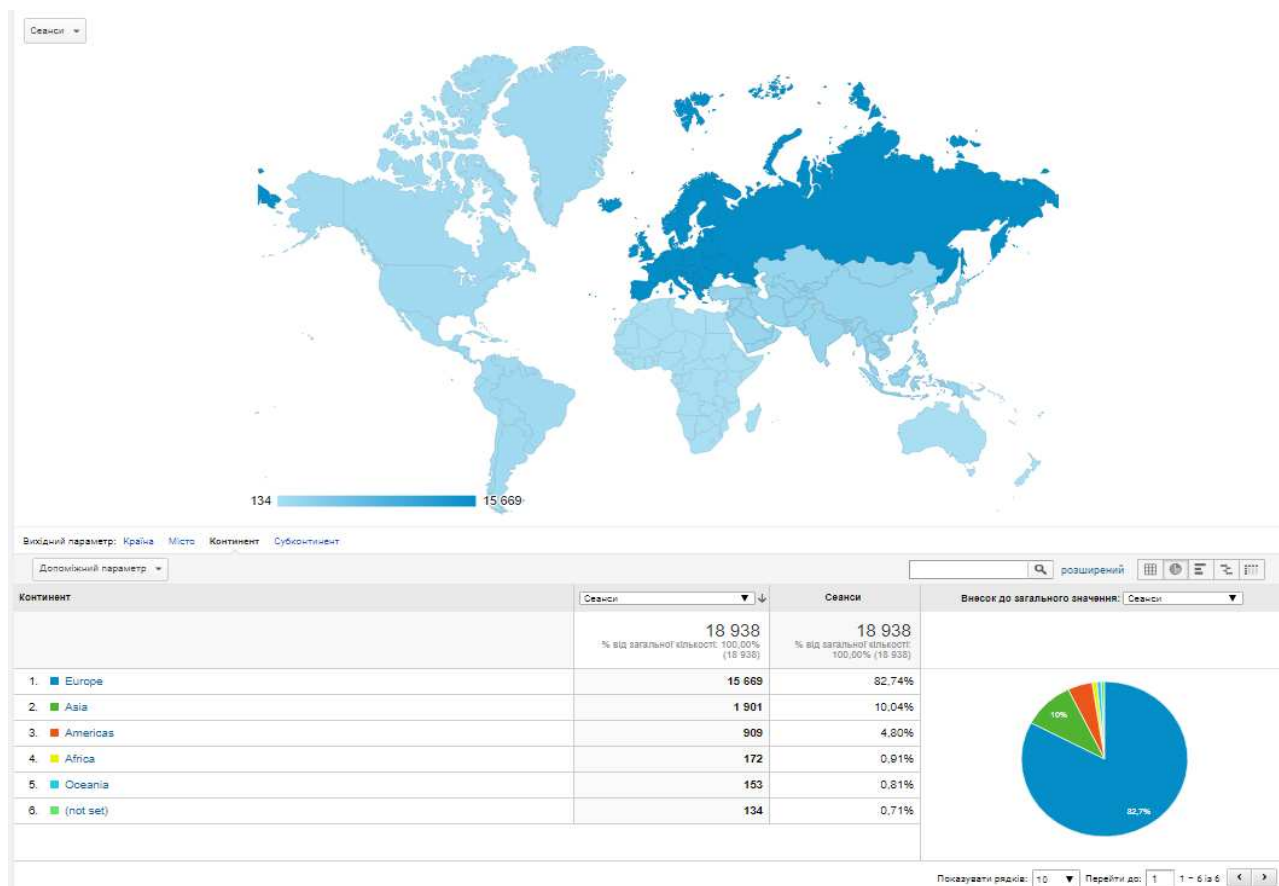 Сеанси
134 15 669
Вихідний параметр: Країна Місто Континент Субконтинент
Допоміжний параметр
розширений
Континент Сеанси Сеанси Внесок до загального значення: Сеанси
18 938 18 938
% від загальної кількості: 100,00% % від загальної кількості:
(18 938) 100,00% (18 938)
1. Europe 15 669 82,74%
2. Asia 1 901 10,04%
3. Americas 909 4,80%
4. Africa 172 0,91%
5. Oceania 153 0,81%
6. (not set) 134 0,71%
10%
82,7%
Показувати рядків: 10 Перейти до: 1 1 – 6 із 6